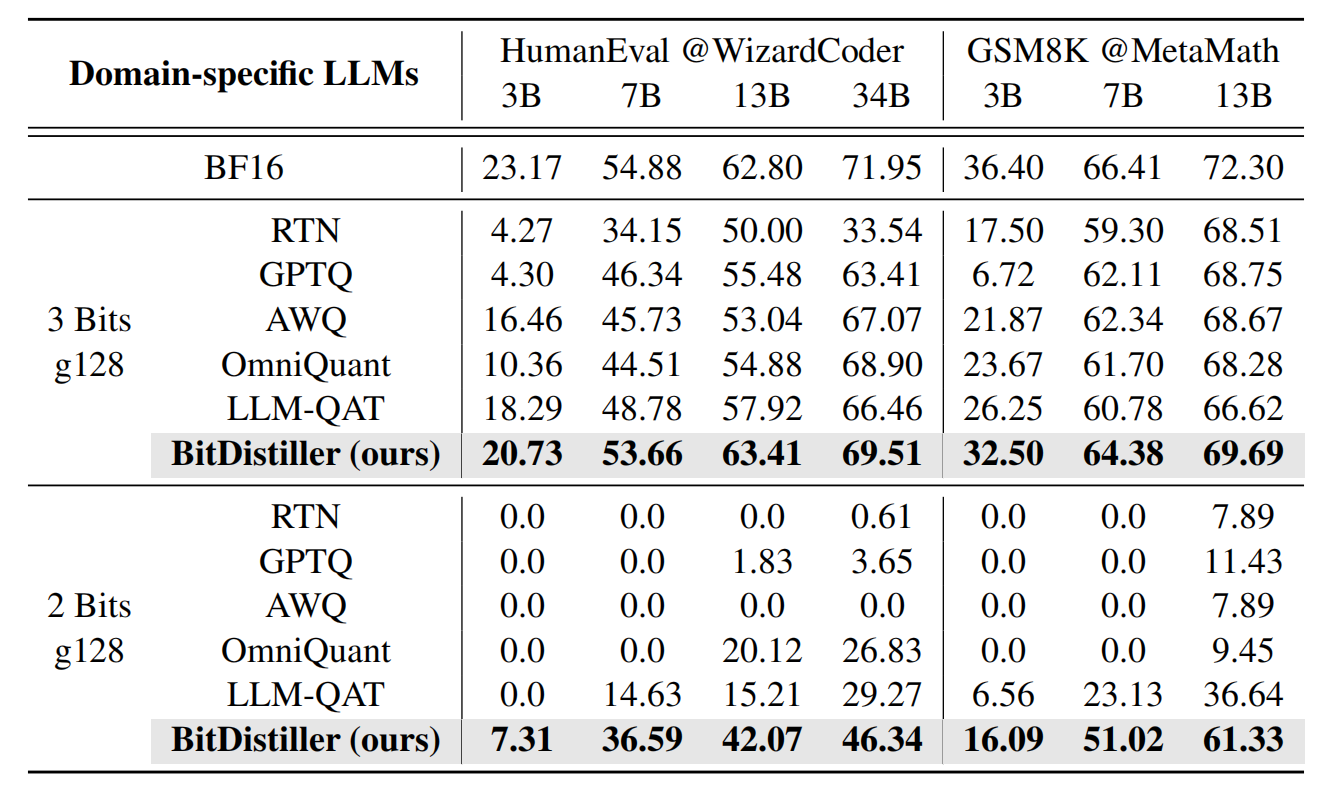 Domain-specific LLMs HumanEval @WizardCoder GSM8K @MetaMath
3B 7B 13B 34B 3B 7B 13B
BF16 23.17 54.88 62.80 71.95 36.40 66.41 72.30
RTN 4.27 34.15 50.00 33.54 17.50 59.30 68.51
GPTQ 4.30 46.34 55.48 63.41 6.72 62.11 68.75
3 Bits AWQ 16.46 45.73 53.04 67.07 21.87 62.34 68.67
g128 OmniQuant 10.36 44.51 54.88 68.90 23.67 61.70 68.28
LLM-QAT 18.29 48.78 57.92 66.46 26.25 60.78 66.62
BitDistiller (ours) 20.73 53.66 63.41 69.51 32.50 64.38 69.69
RTN 0.0 0.0 0.0 0.61 0.0 0.0 7.89
GPTQ 0.0 0.0 1.83 3.65 0.0 0.0 11.43
2 Bits AWQ 0.0 0.0 0.0 0.0 0.0 0.0 7.89
g128 OmniQuant 0.0 0.0 20.12 26.83 0.0 0.0 9.45
LLM-QAT 0.0 14.63 15.21 29.27 6.56 23.13 36.64
BitDistiller (ours) 7.31 36.59 42.07 46.34 16.09 51.02 61.33